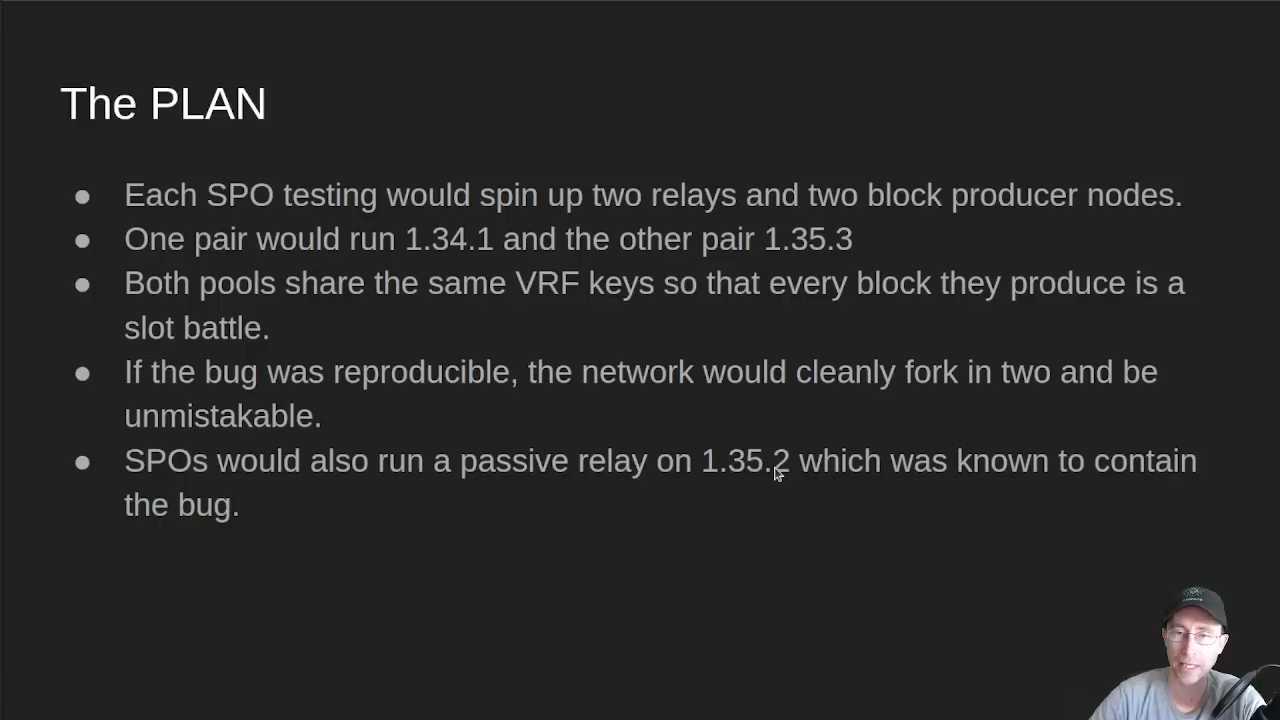 The PLAN
● Each SPO testing would spin up two relays and two block producer nodes.
● One pair would run 1.34.1 and the other pair 1.35.3
● Both pools share the same VRF keys so that every block they produce is a
slot battle.
● If the bug was reproducible, the network would cleanly fork in two and be
unmistakable.
● SPOs would also run a passive relay on 1.35.2 which was known to contain
the bug.